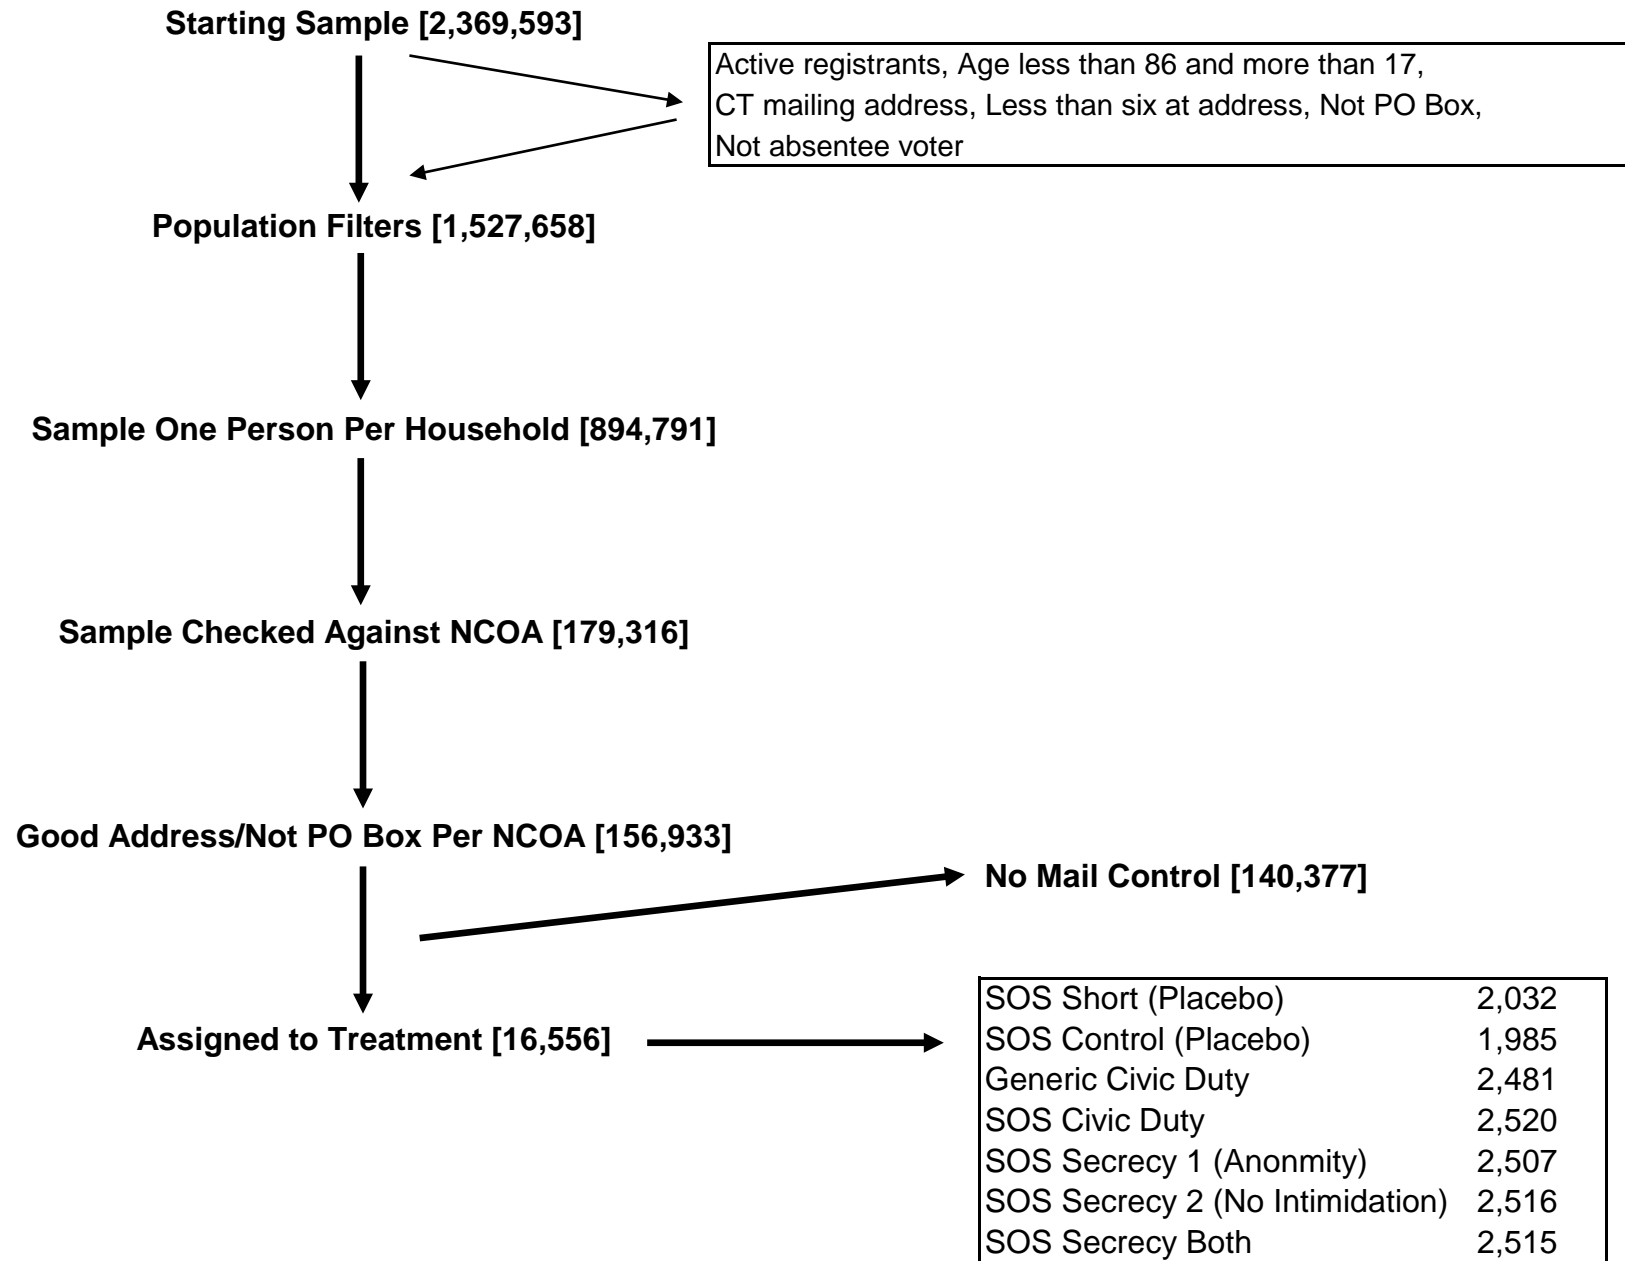 Starting Sample [2,369,593]
Active registrants, Age less than 86 and more than 17,
CT mailing address, Less than six at address, Not PO Box,
Not absentee voter
Population Filters [1,527,658]
Sample One Person Per Household [894,791]
Sample Checked Against NCOA [179,316]
Good Address/Not PO Box Per NCOA [156,933]
No Mail Control [140,377]
Assigned to Treatment [16,556]
SOS Short (Placebo) 2,032
SOS Control (Placebo) 1,985
Generic Civic Duty 2,481
SOS Civic Duty 2,520
SOS Secrecy 1 (Anonmity) 2,507
SOS Secrecy 2 (No Intimidation) 2,516
SOS Secrecy Both 2,515